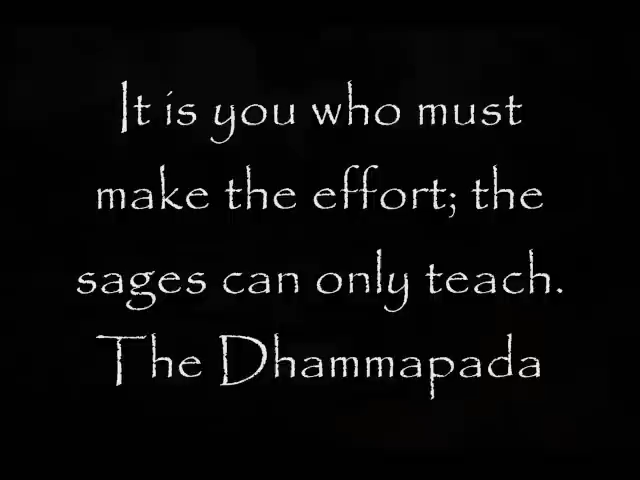 It is you who must
make the effort; the
sages can only teach.
The Dhammapada